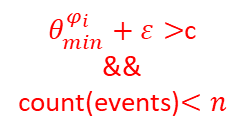 θ_min^φᵢ + ε >c
&&
count(events)< n